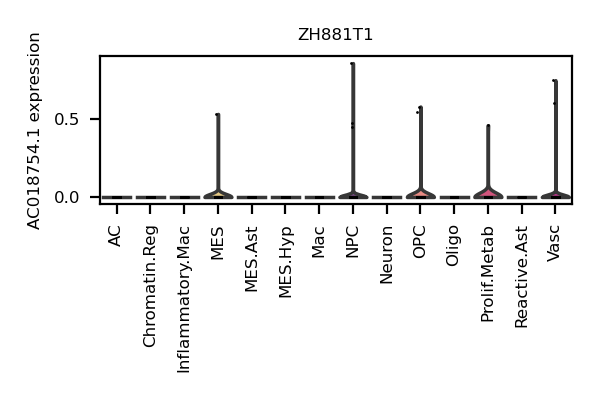 ZH881T1
AC018754.1 expression
0.5
0.0
AC
Chromatin.Reg
Inflammatory.Mac
MES
MES.Ast
MES.Hyp
Mac
NPC
Neuron
OPC
Oligo
Prolif.Metab
Reactive.Ast
Vasc